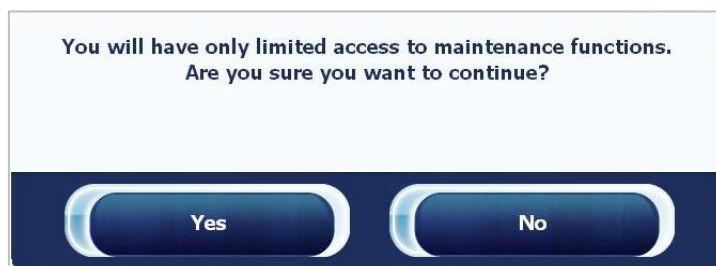 You will have only limited access to maintenance functions.
Are you sure you want to continue?
Yes
No